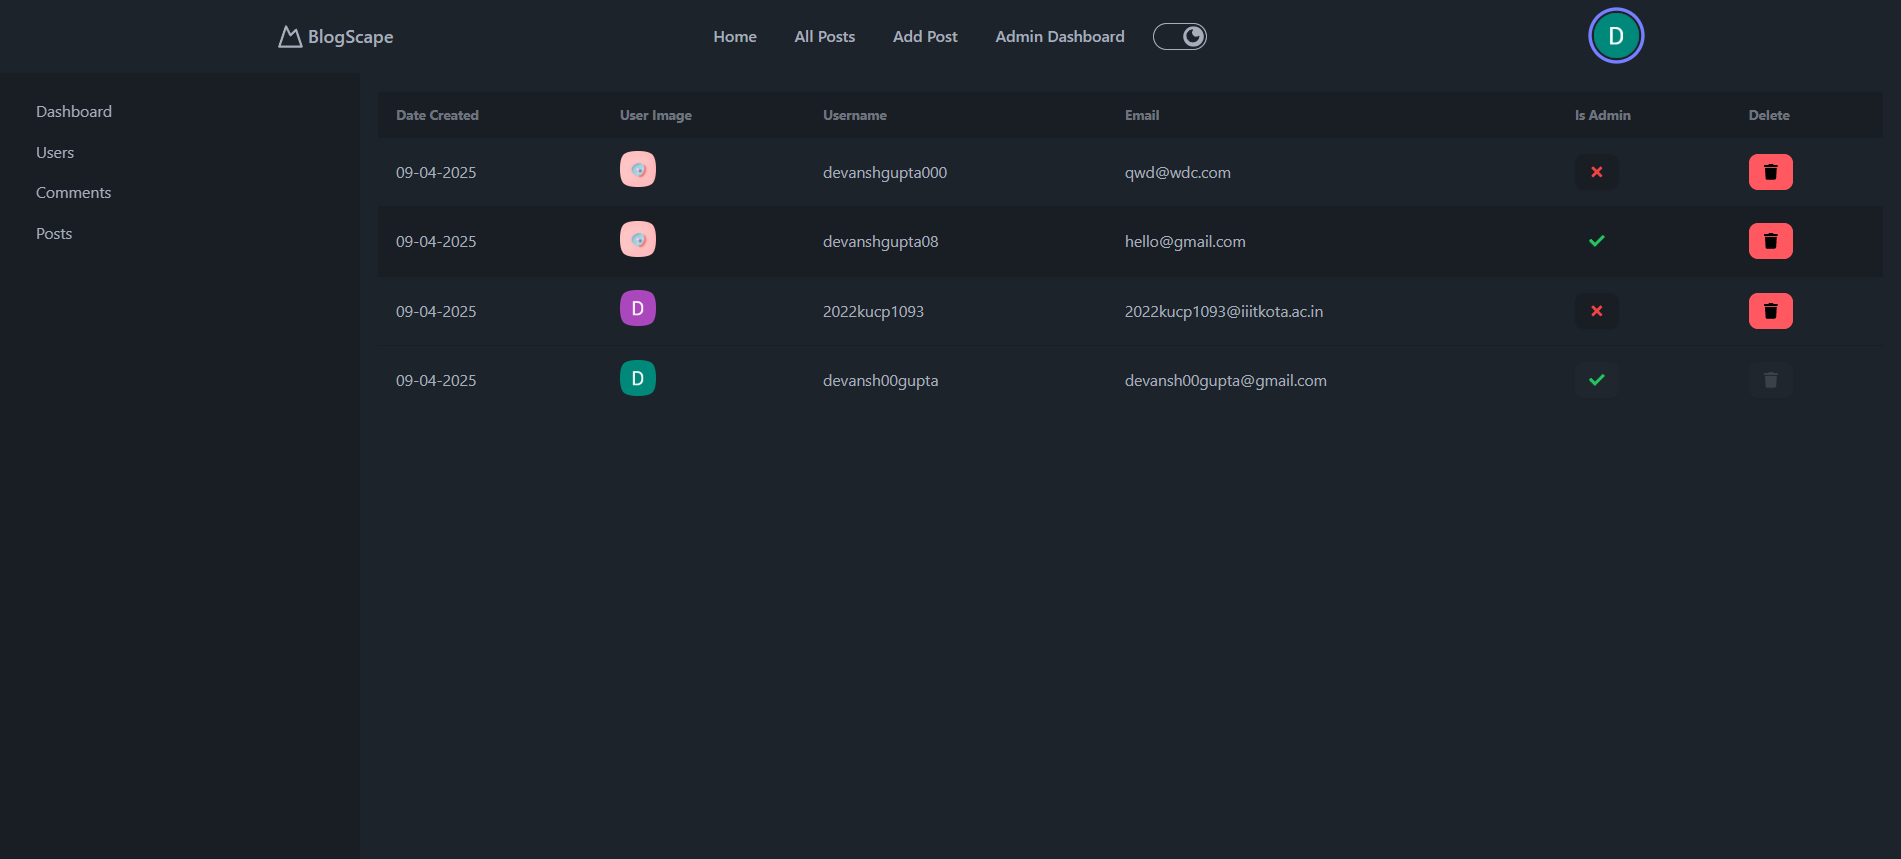 BlogScape Home All Posts Add Post Admin Dashboard D
Dashboard
Users
Comments
Posts
Date Created User Image Username Email Is Admin Delete
09-04-2025 devanshgupta000 qwd@wdc.com
09-04-2025 devanshgupta08 hello@gmail.com
09-04-2025 D 2022kucp1093 2022kucp1093@iiitkota.ac.in
09-04-2025 D devansh00gupta devansh00gupta@gmail.com